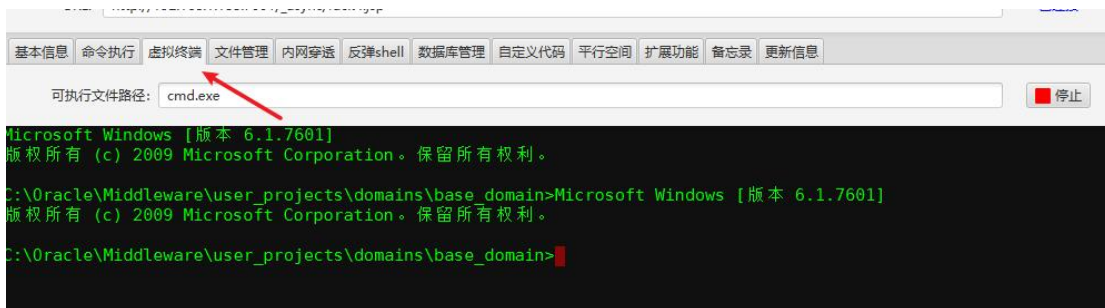 基本信息 命令执行 虚拟终端 文件管理 内网穿透 反弹shell 数据库管理 自定义代码 平行空间 扩展功能 备忘录 更新信息
可执行文件路径: cmd.exe 停止
Microsoft Windows [版本 6.1.7601]
版权所有 (c) 2009 Microsoft Corporation。保留所有权利。
C:\Oracle\Middleware\user_projects\domains\base_domain>Microsoft Windows [版本 6.1.7601]
版权所有 (c) 2009 Microsoft Corporation。保留所有权利。
C:\Oracle\Middleware\user_projects\domains\base_domain>